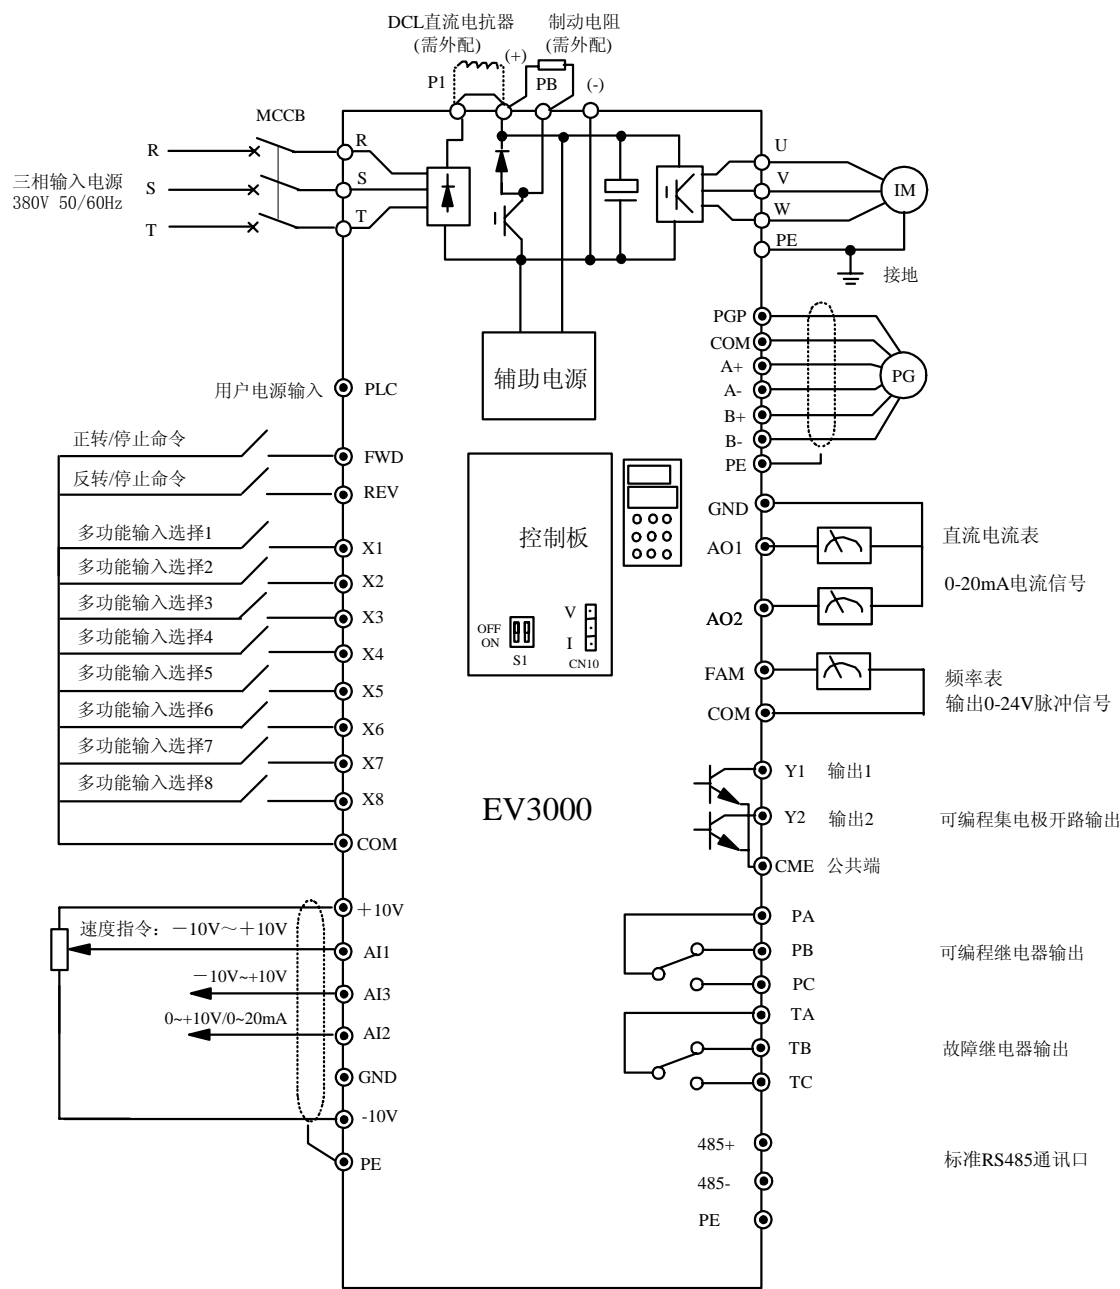 DCL直流电抗器
(需外配)
制动电阻
(需外配)
P1
(+)
PB
(-)
MCCB
R
S
T
三相输入电源
380V 50/60Hz
R
S
T
U
V
W
PE
IM
接地
辅助电源
用户电源输入
PLC
正转/停止命令
FWD
反转/停止命令
REV
多功能输入选择1
X1
多功能输入选择2
X2
多功能输入选择3
X3
多功能输入选择4
X4
多功能输入选择5
X5
多功能输入选择6
X6
多功能输入选择7
X7
多功能输入选择8
X8
COM
控制板
OFF
ON
S1
V
I
CN10
EV3000
PGP
COM
A+
A-
B+
B-
PE
PG
GND
AO1
AO2
直流电流表
0-20mA电流信号
FAM
COM
频率表
输出0-24V脉冲信号
Y1 输出1
Y2 输出2
可编程集电极开路输出
CME 公共端
+10V
速度指令:-10V~+10V
AI1
-10V~+10V
AI3
0~+10V/0~20mA
AI2
GND
-10V
PE
PA
PB
PC
可编程继电器输出
TA
TB
TC
故障继电器输出
485+
485-
PE
标准RS485通讯口